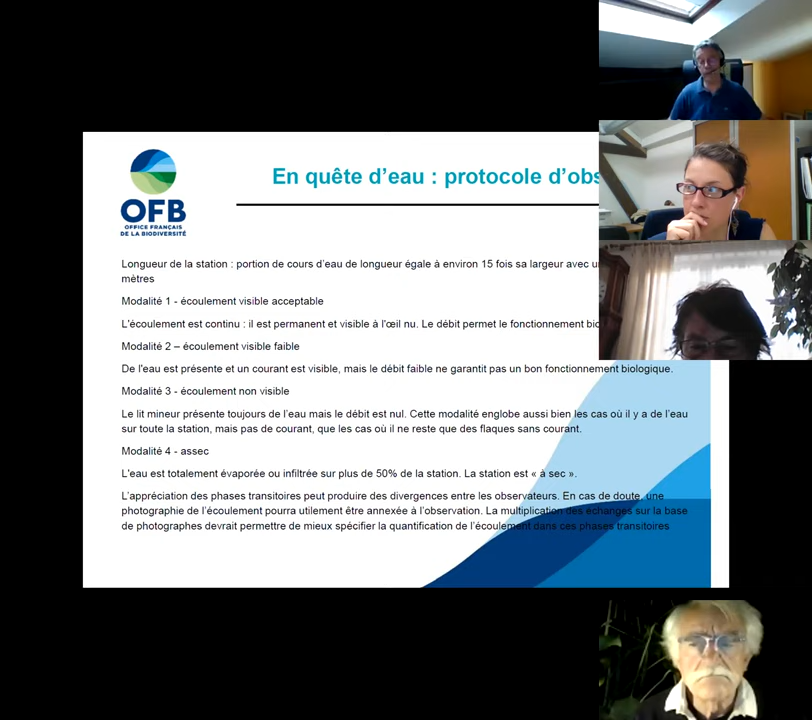 En quête d'eau : protocole d'obs
OFB
OFFICE FRANÇAIS
DE LA BIODIVERSITÉ
Longueur de la station : portion de cours d'eau de longueur égale à environ 15 fois sa largeur avec un
mètres
Modalité 1 - écoulement visible acceptable
L'écoulement est continu : il est permanent et visible à l'œil nu. Le débit permet le fonctionnement
Modalité 2 – écoulement visible faible
De l'eau est présente et un courant est visible, mais le débit faible ne garantit pas un bon fonctionnement biologique.
Modalité 3 - écoulement non visible
Le lit mineur présente toujours de l'eau mais le débit est nul. Cette modalité englobe aussi bien les cas où il y a de l'eau
sur toute la station, mais pas de courant, que les cas où il ne reste que des flaques sans courant.
Modalité 4 - assec
L'eau est totalement évaporée ou infiltrée sur plus de 50% de la station. La station est « à sec ».
L'appréciation des phases transitoires peut produire des divergences entre les observateurs. En cas de doute, une
photographie de l'écoulement pourra utilement être annexée à l'observation. La multiplication des échanges sur la base
de photographes devrait permettre de mieux spécifier la quantification de l'écoulement dans ces phases transitoires